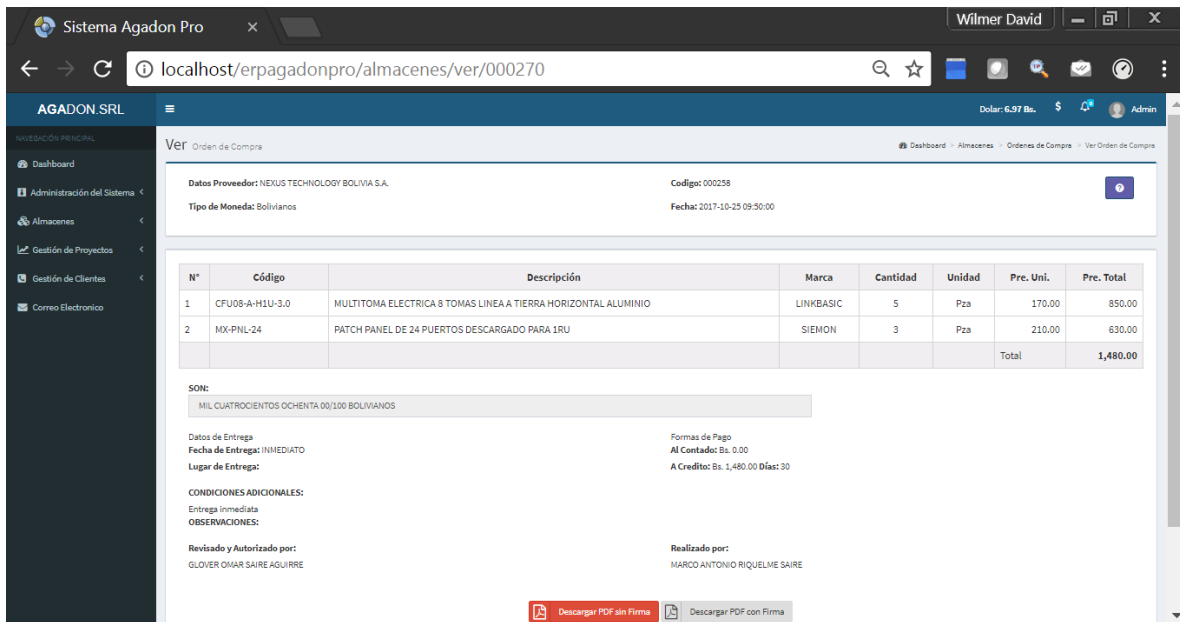 Sistema Agadon Pro
Wilmer David
localhost/erpagadonpro/almacenes/ver/000270
AGADON.SRL
Dolar: 6.97 Bs. $ Admin
NAVEGACIÓN PRINCIPAL
Dashboard
Administración del Sistema
Almacenes
Gestión de Proyectos
Gestión de Clientes
Correo Electronico
Ver Orden de Compra
Dashboard > Almacenes > Ordenes de Compra > Ver Orden de Compra
Datos Proveedor: NEXUS TECHNOLOGY BOLIVIA S.A. Codigo: 000258
Tipo de Moneda: Bolivianos Fecha: 2017-10-25 09:50:00
N° Código Descripción Marca Cantidad Unidad Pre. Uni. Pre. Total
1 CFU08-A-H1U-3.0 MULTITOMA ELECTRICA 8 TOMAS LINEA A TIERRA HORIZONTAL ALUMINIO LINKBASIC 5 Pza 170.00 850.00
2 MX-PNL-24 PATCH PANEL DE 24 PUERTOS DESCARGADO PARA 1RU SIEMON 3 Pza 210.00 630.00
Total 1,480.00
SON:
MIL CUATROCIENTOS OCHENTA 00/100 BOLIVIANOS
Datos de Entrega Formas de Pago
Fecha de Entrega: INMEDIATO Al Contado: Bs. 0.00
Lugar de Entrega: A Credito: Bs. 1,480.00 Días: 30
CONDICIONES ADICIONALES:
Entrega inmediata
OBSERVACIONES:
Revisado y Autorizado por: Realizado por:
GLOVER OMAR SAIRE AGUIRRE MARCO ANTONIO RIQUELME SAIRE
Descargar PDF sin Firma Descargar PDF con Firma